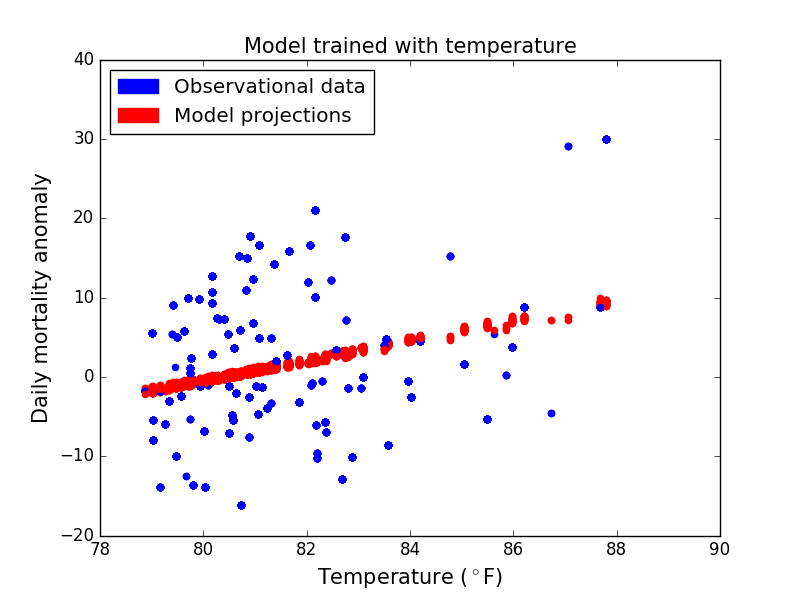 Model trained with temperature
Observational data
Model projections
40
30
20
10
0
−10
−20
Daily mortality anomaly
78 80 82 84 86 88 90
Temperature (°F)